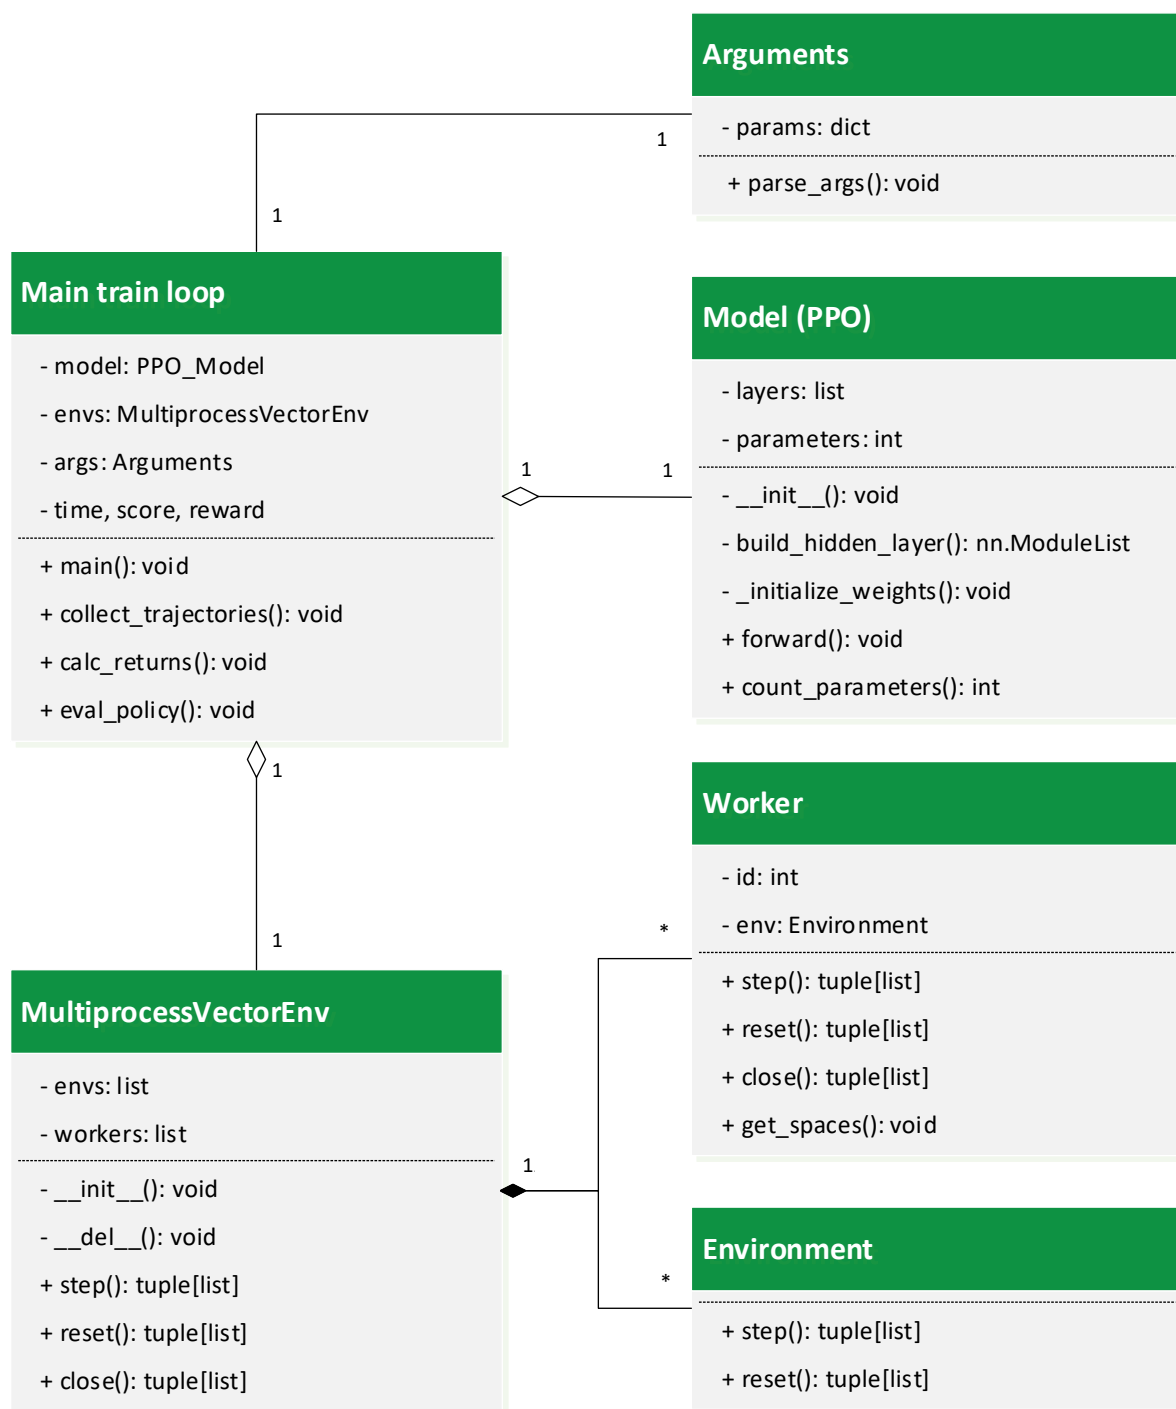 Arguments
- params: dict
+ parse_args(): void
1
1
Main train loop
- model: PPO_Model
- envs: MultiprocessVectorEnv
- args: Arguments
- time, score, reward
+ main(): void
+ collect_trajectories(): void
+ calc_returns(): void
+ eval_policy(): void
1
1
Model (PPO)
- layers: list
- parameters: int
- __init__(): void
- build_hidden_layer(): nn.ModuleList
- _initialize_weights(): void
+ forward(): void
+ count_parameters(): int
1
1
Worker
- id: int
- env: Environment
+ step(): tuple[list]
+ reset(): tuple[list]
+ close(): tuple[list]
+ get_spaces(): void
*
MultiprocessVectorEnv
- envs: list
- workers: list
- __init__(): void
- __del__(): void
+ step(): tuple[list]
+ reset(): tuple[list]
+ close(): tuple[list]
1
*
Environment
+ step(): tuple[list]
+ reset(): tuple[list]